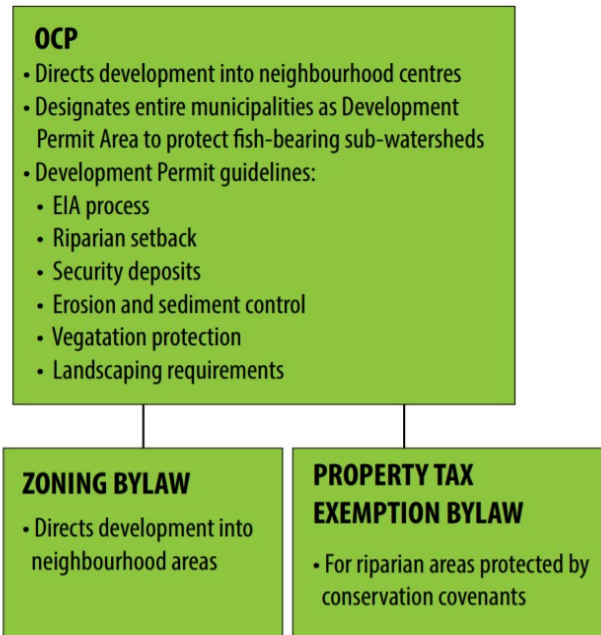 OCP
• Directs development into neighbourhood centres
• Designates entire municipalities as Development
Permit Area to protect fish-bearing sub-watersheds
• Development Permit guidelines:
• EIA process
• Riparian setback
• Security deposits
• Erosion and sediment control
• Vegatation protection
• Landscaping requirements
ZONING BYLAW
• Directs development into
neighbourhood areas
PROPERTY TAX
EXEMPTION BYLAW
• For riparian areas protected by
conservation covenants